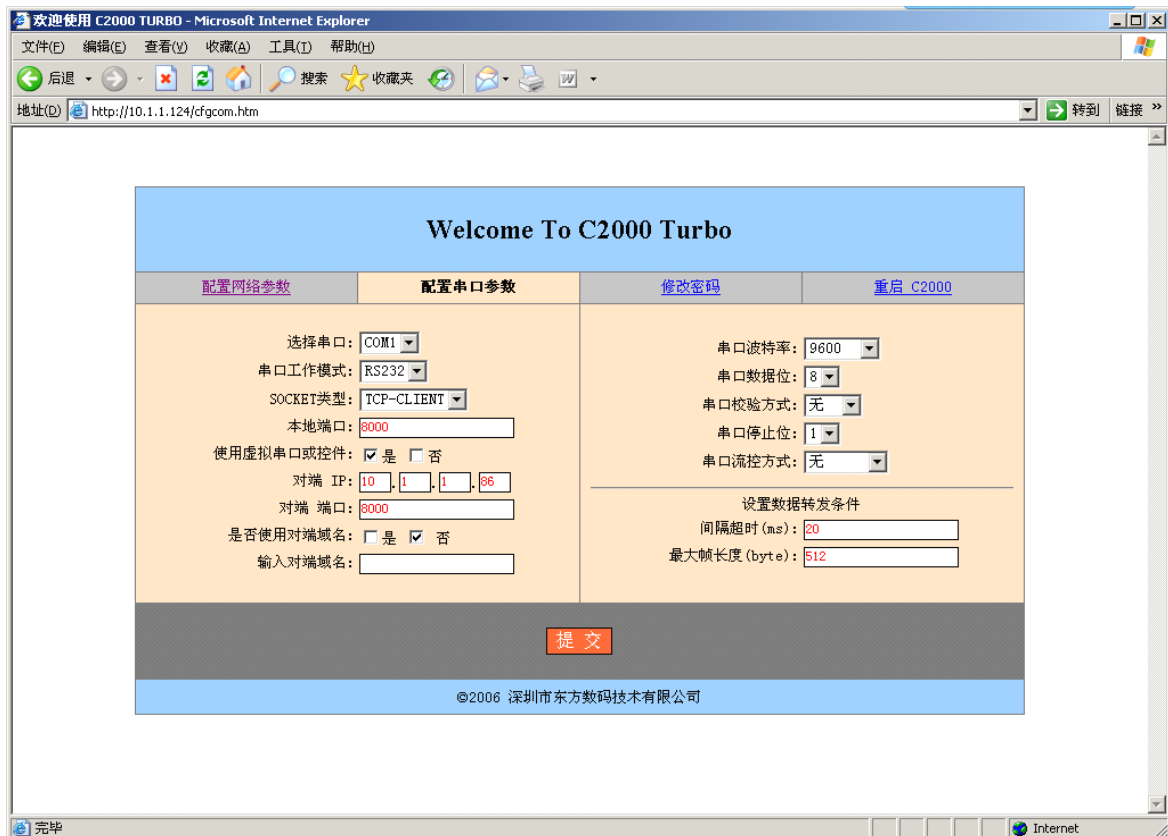 欢迎使用 C2000 TURBO - Microsoft Internet Explorer
文件(F) 编辑(E) 查看(V) 收藏(A) 工具(T) 帮助(H)
后退 搜索 收藏夹
地址(D) http://10.1.1.124/cfgcom.htm 转到 链接 »
Welcome To C2000 Turbo
配置网络参数 配置串口参数 修改密码 重启 C2000
选择串口: COM1
串口工作模式: RS232
SOCKET类型: TCP-CLIENT
本地端口: 8000
使用虚拟串口或控件: 是 否
对端 IP: 10 . 1 . 1 . 86
对端 端口: 8000
是否使用对端域名: 是 否
输入对端域名:
串口波特率: 9600
串口数据位: 8
串口校验方式: 无
串口停止位: 1
串口流控方式: 无
设置数据转发条件
间隔超时(ms): 20
最大帧长度(byte): 512
提 交
©2006 深圳市东方数码技术有限公司
完毕 Internet